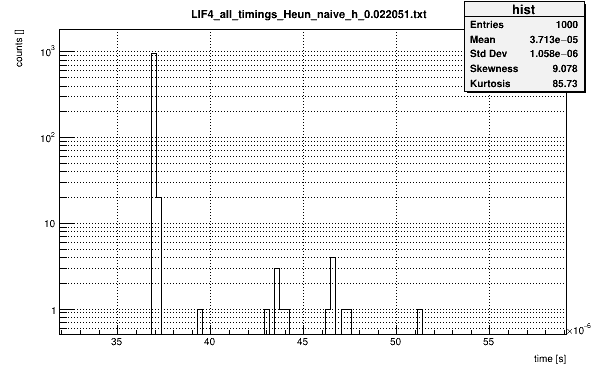 LIF4_all_timings_Heun_naive_h_0.022051.txt
hist
Entries 1000
Mean 3.713e−05
Std Dev 1.058e−06
Skewness 9.078
Kurtosis 85.73
counts []
10³
10²
10
1
35 40 45 50 55
×10⁻⁶
time [s]